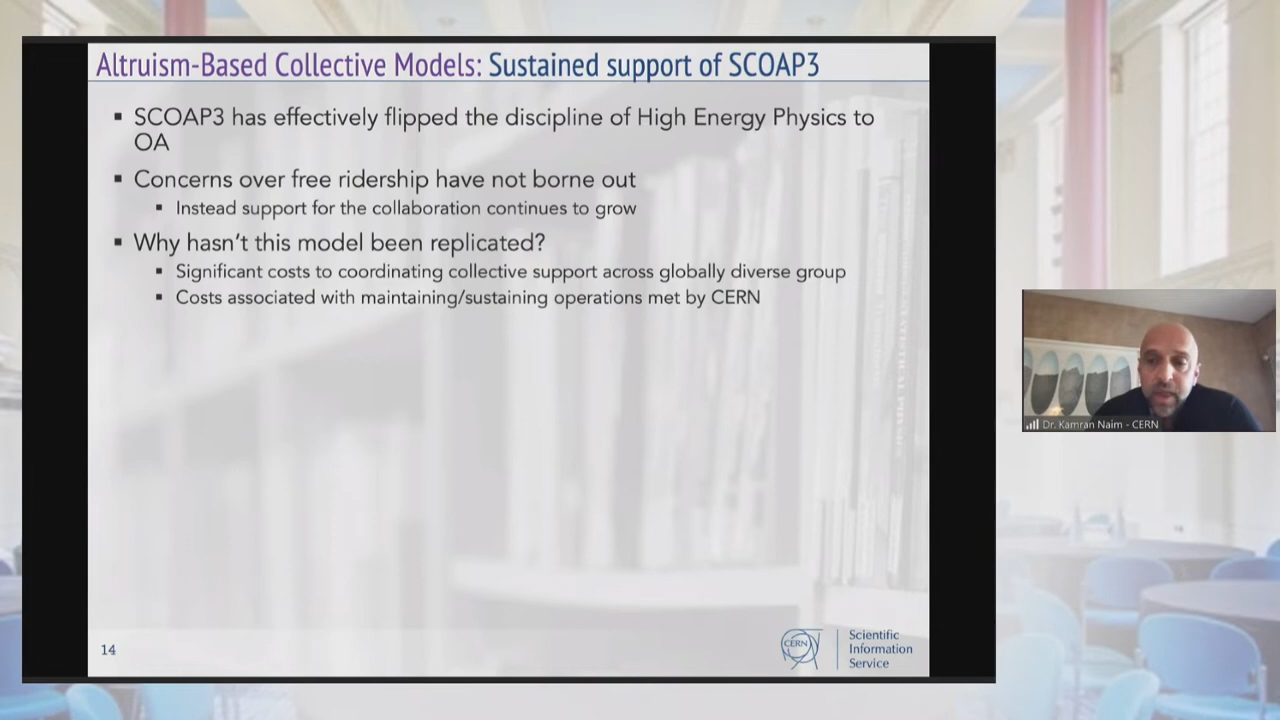 Altruism-Based Collective Models: Sustained support of SCOAP3
▪ SCOAP3 has effectively flipped the discipline of High Energy Physics to
OA
▪ Concerns over free ridership have not borne out
▪ Instead support for the collaboration continues to grow
▪ Why hasn't this model been replicated?
▪ Significant costs to coordinating collective support across globally diverse group
▪ Costs associated with maintaining/sustaining operations met by CERN
Dr. Kamran Naim - CERN
14
CERN
Scientific
Information
Service